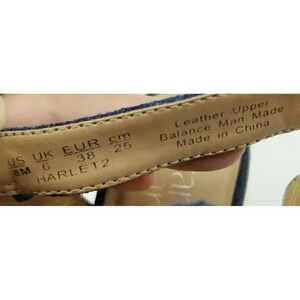 US UK EUR cm
8M 6 38 25
HARLET2
Leather Upper
Balance Man Made
Made in China